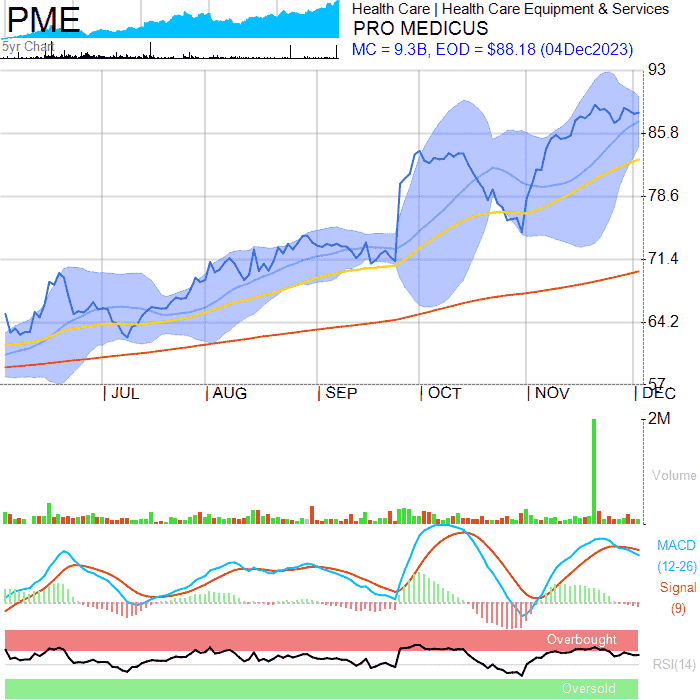 PME
5yr Chart
Health Care | Health Care Equipment & Services
PRO MEDICUS
MC = 9.3B, EOD = $88.18 (04Dec2023)
93
85.8
78.6
71.4
64.2
57
| JUL | AUG | SEP | OCT | NOV | DEC
2M
Volume
MACD
(12-26)
Signal
(9)
Overbought
RSI(14)
Oversold